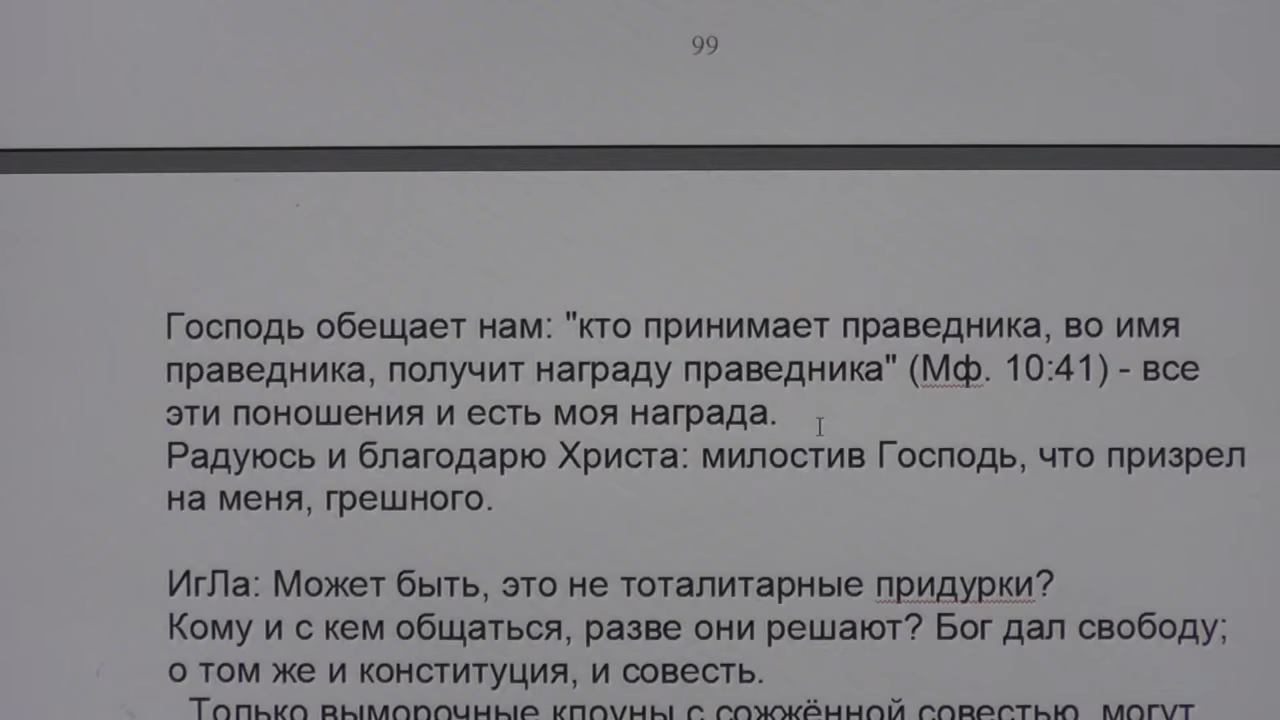 99
Господь обещает нам: "кто принимает праведника, во имя
праведника, получит награду праведника" (Мф. 10:41) - все
эти поношения и есть моя награда.
Радуюсь и благодарю Христа: милостив Господь, что призрел
на меня, грешного.
ИгЛа: Может быть, это не тоталитарные придурки?
Кому и с кем общаться, разве они решают? Бог дал свободу;
о том же и конституция, и совесть.
Только выморочные клоуны с сожжённой совестью, могут